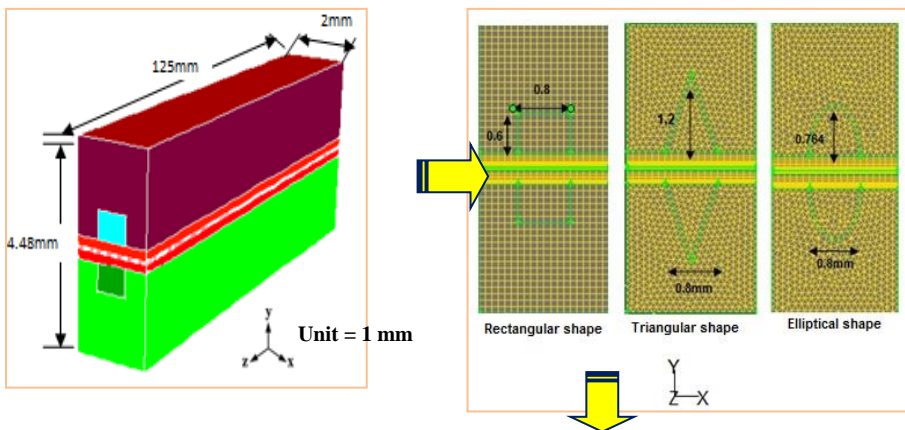 2mm
125mm
4.48mm
y
z x
Unit = 1 mm
0.8
0.6
Rectangular shape
1.2
0.8mm
Triangular shape
0.764
0.8mm
Elliptical shape
Y
Z X